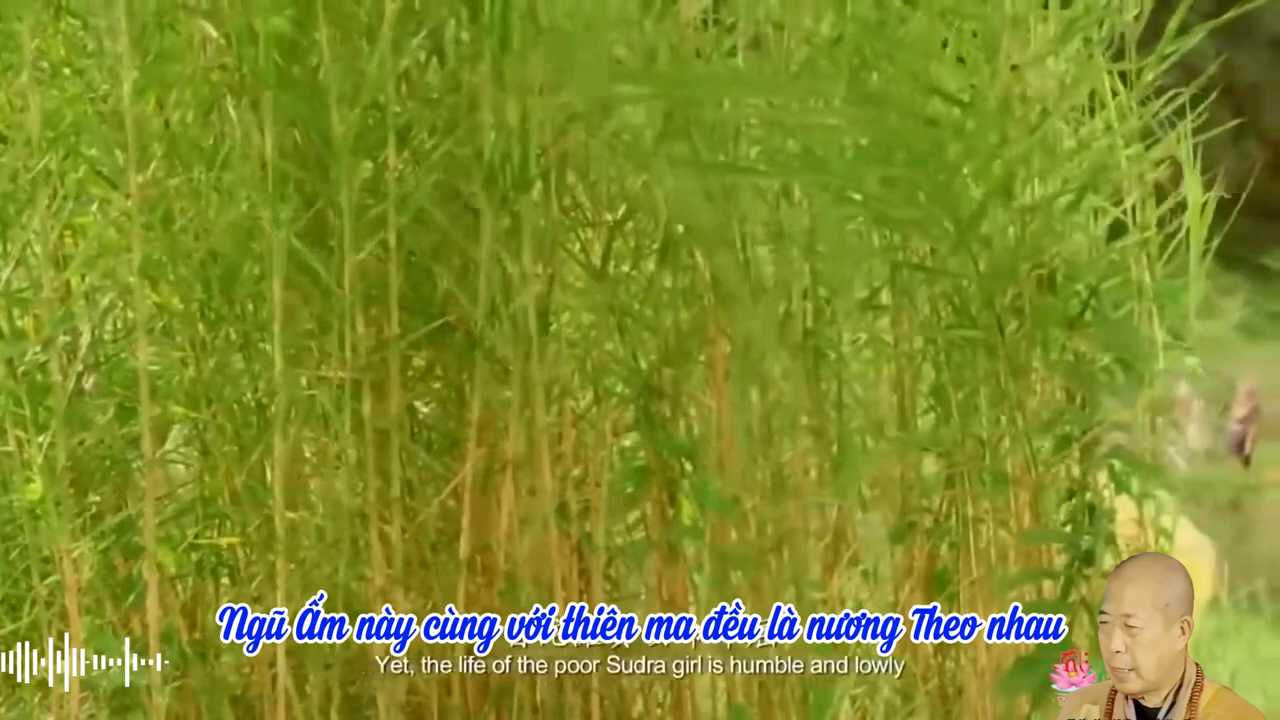 Ngũ Ấm này cùng với thiên ma đều là nương Theo nhau
Yet, the life of the poor Sudra girl is humble and lowly